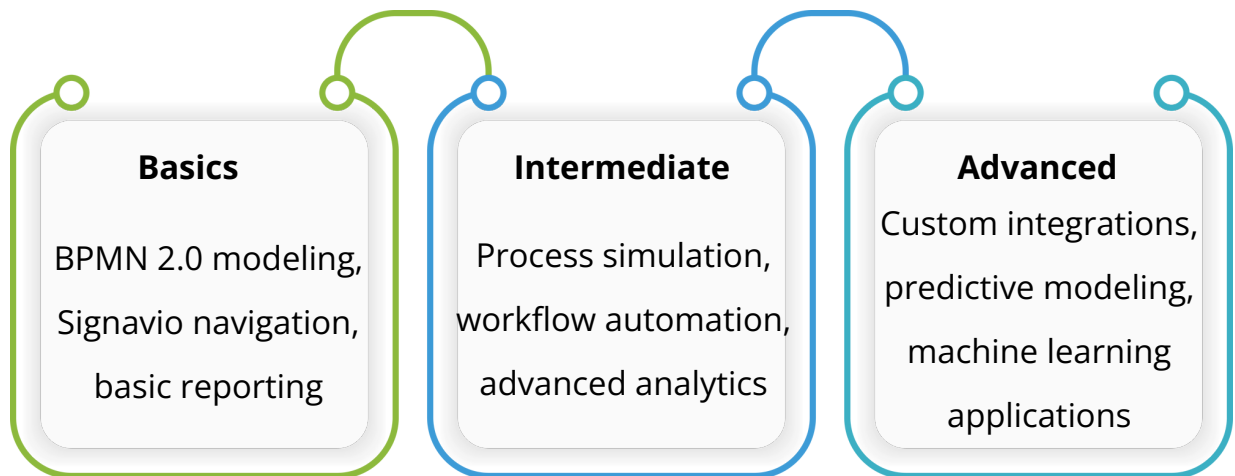 Basics
BPMN 2.0 modeling,
Signavio navigation,
basic reporting
Intermediate
Process simulation,
workflow automation,
advanced analytics
Advanced
Custom integrations,
predictive modeling,
machine learning
applications